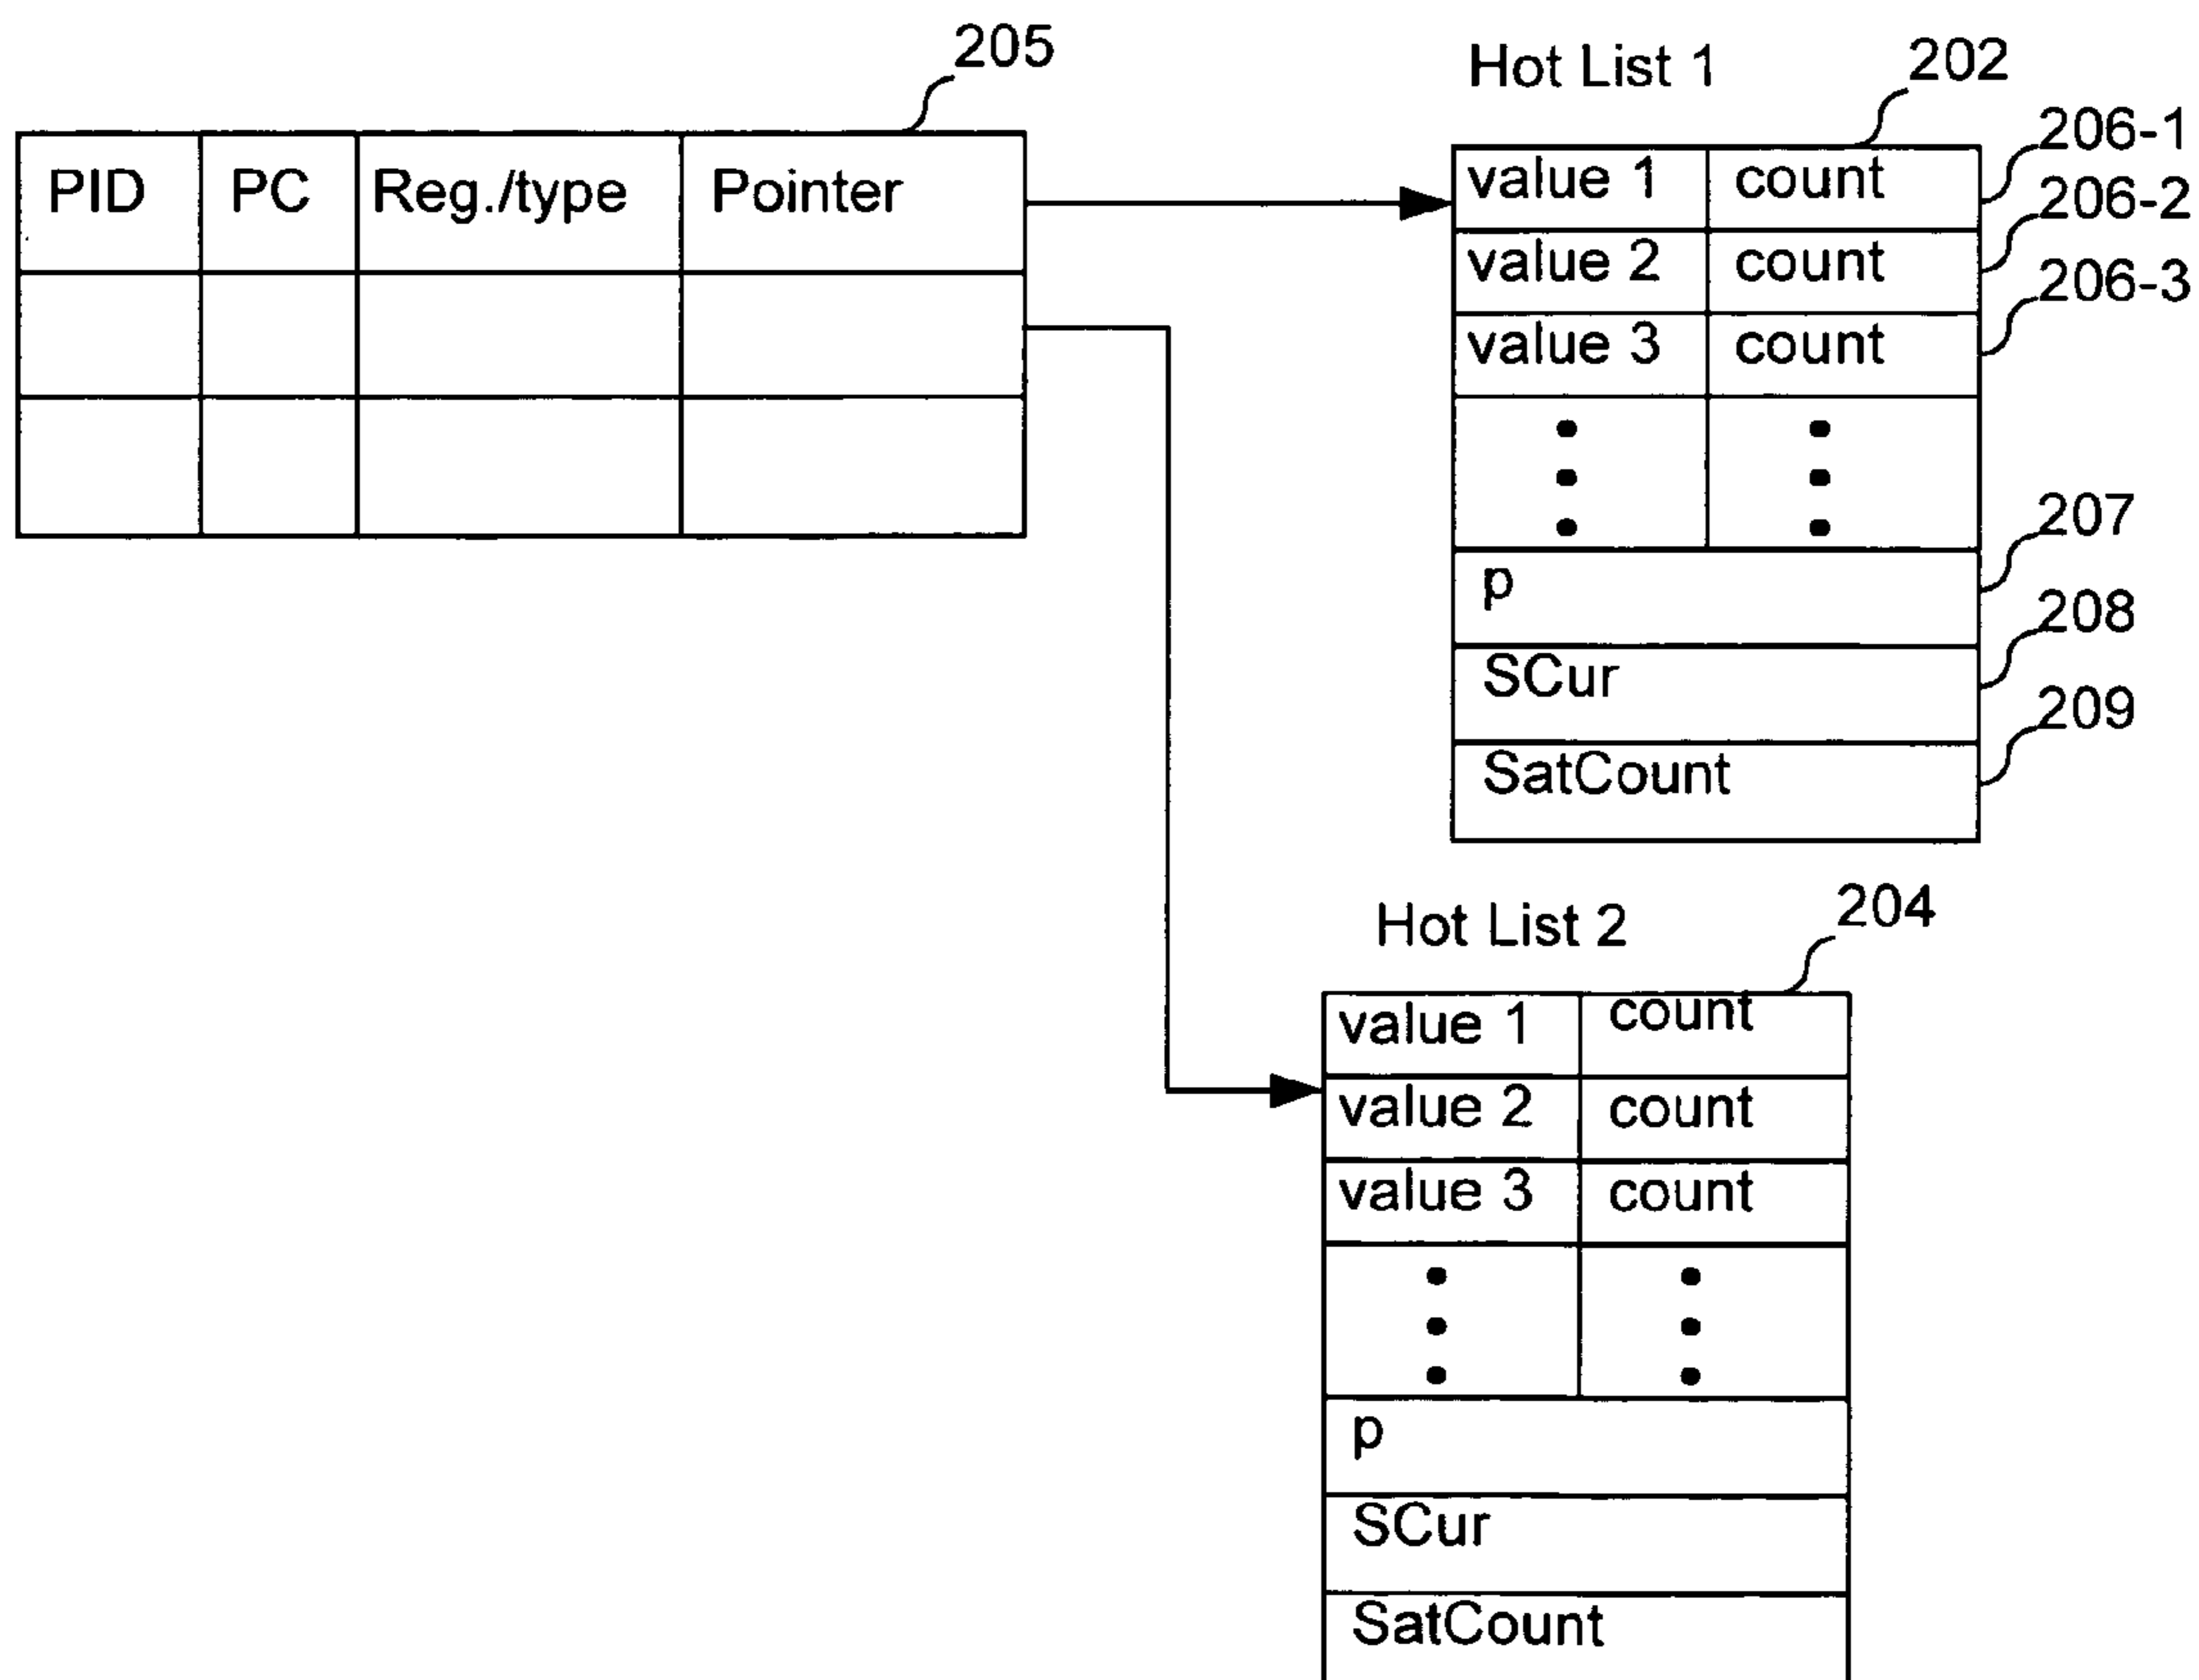 205
PID PC Reg./type Pointer
Hot List 1
202
value 1 count 206-1
value 2 count 206-2
value 3 count 206-3
p 207
SCur 208
SatCount 209
Hot List 2
204
value 1 count
value 2 count
value 3 count
p
SCur
SatCount